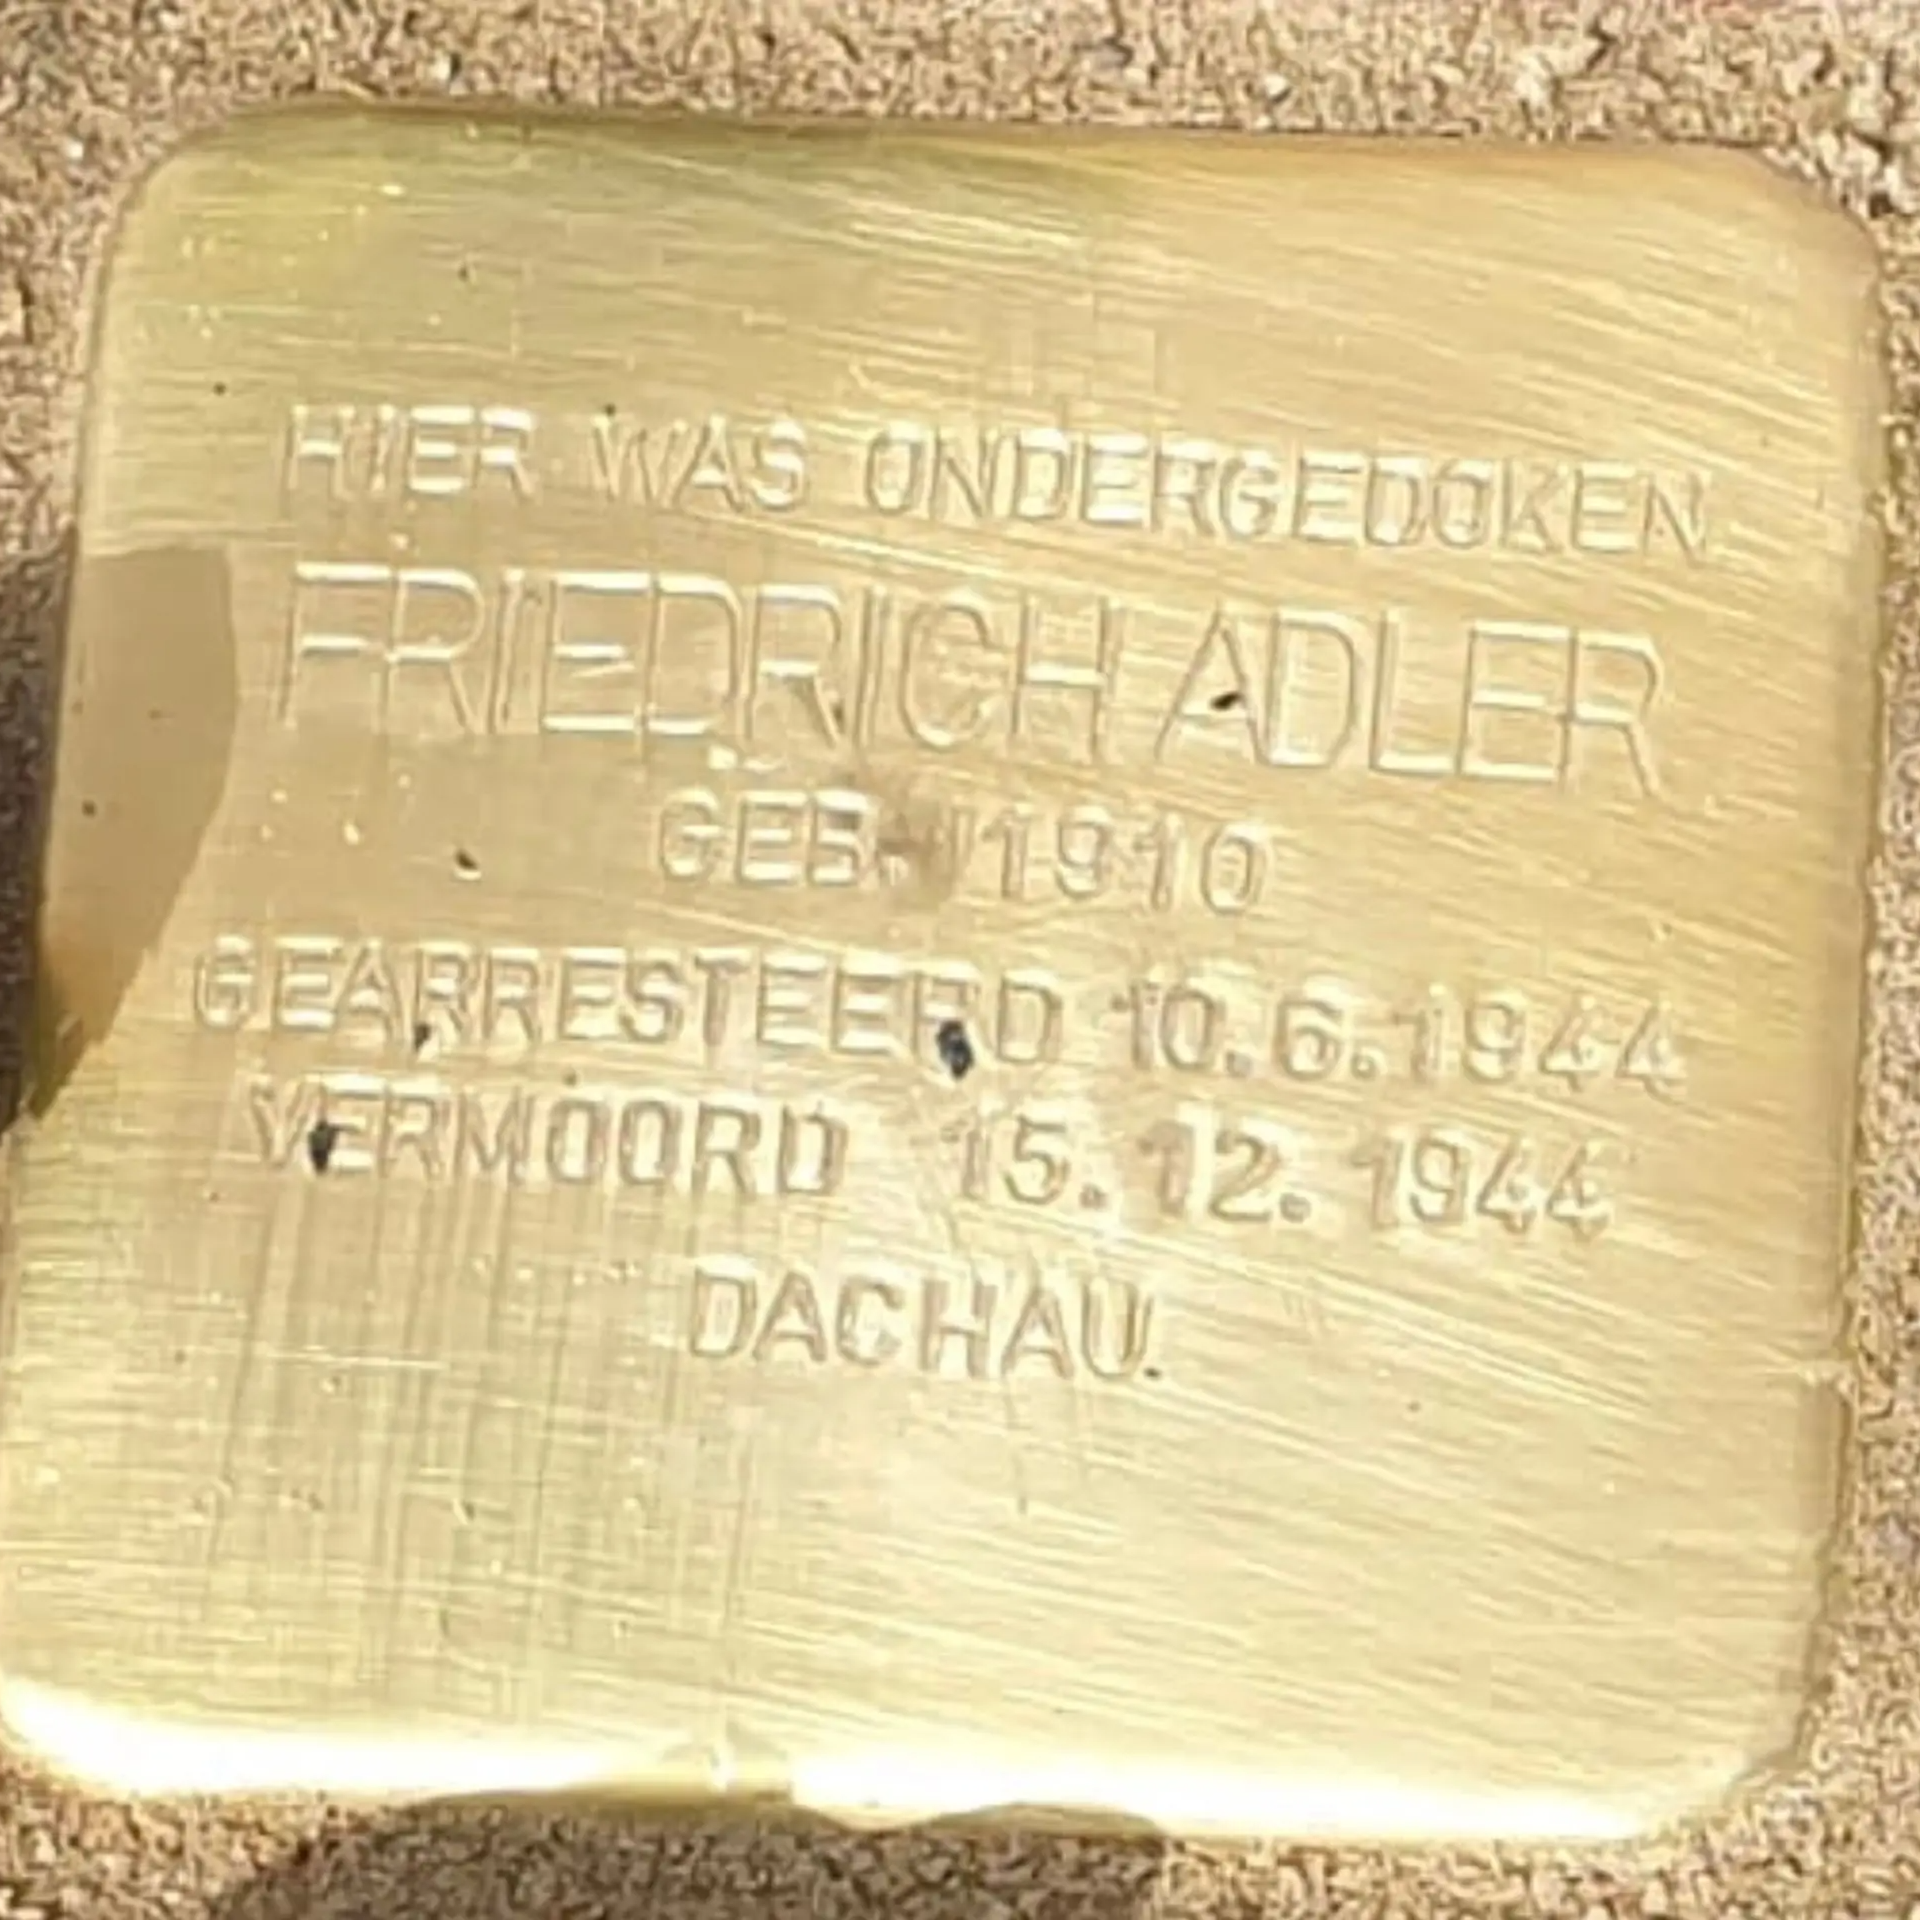 HIER WAS ONDERGEDOKEN
FRIEDRICH ADLER
GEB. 1910
GEARRESTEERD 10.6.1944
VERMOORD 15.12.1944
DACHAU.